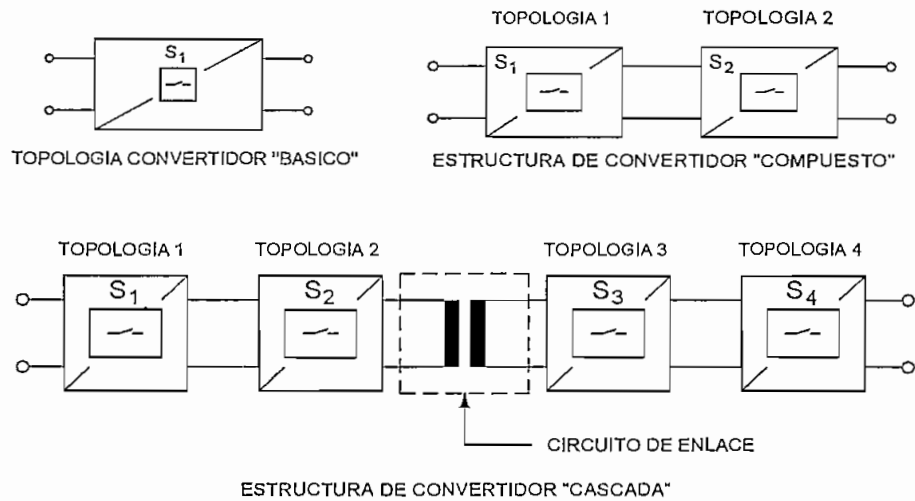 S1
TOPOLOGIA CONVERTIDOR "BASICO"
TOPOLOGIA 1
TOPOLOGIA 2
S1
S2
ESTRUCTURA DE CONVERTIDOR "COMPUESTO"
TOPOLOGIA 1
TOPOLOGIA 2
TOPOLOGIA 3
TOPOLOGIA 4
S1
S2
S3
S4
CIRCUITO DE ENLACE
ESTRUCTURA DE CONVERTIDOR "CASCADA"